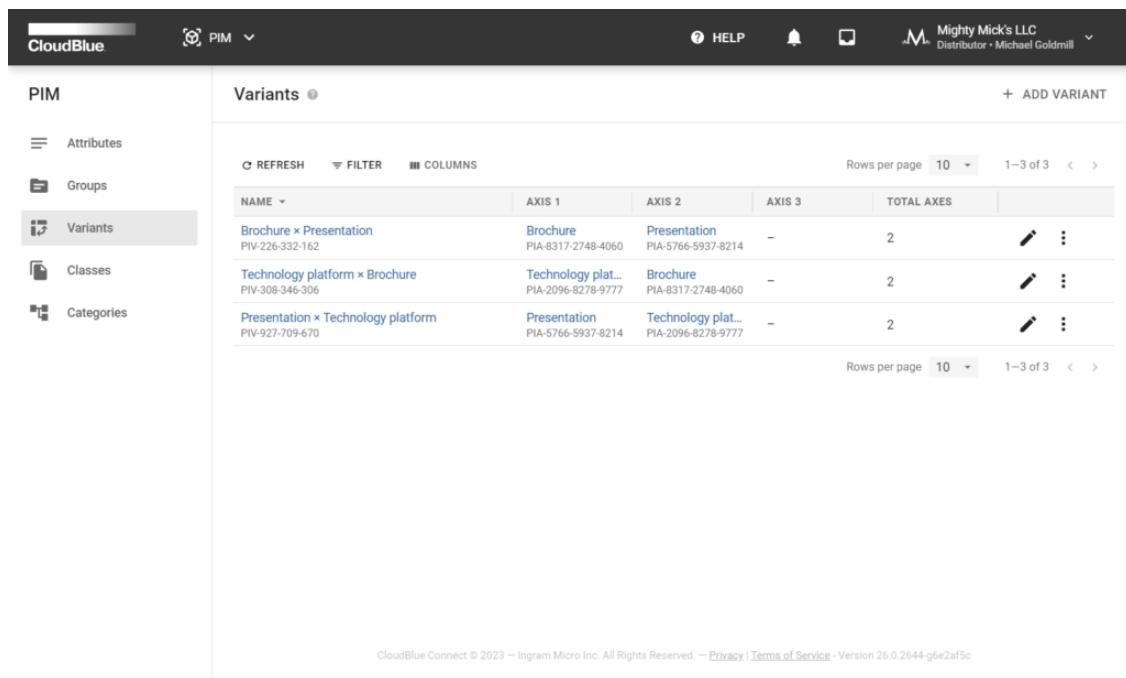 CloudBlue
PIM
HELP
Mighty Mick's LLC
Distributor • Michael Goldmill
PIM
Attributes
Groups
Variants
Classes
Categories
Variants
+ ADD VARIANT
REFRESH FILTER COLUMNS
Rows per page 10 1–3 of 3
NAME AXIS 1 AXIS 2 AXIS 3 TOTAL AXES
Brochure × Presentation Brochure Presentation – 2
PIV-226-332-162 PIA-8317-2748-4060 PIA-5766-5937-8214
Technology platform × Brochure Technology plat... Brochure – 2
PIV-308-346-306 PIA-2096-8278-9777 PIA-8317-2748-4060
Presentation × Technology platform Presentation Technology plat... – 2
PIV-927-709-670 PIA-5766-5937-8214 PIA-2096-8278-9777
Rows per page 10 1–3 of 3
CloudBlue Connect © 2023 — Ingram Micro Inc. All Rights Reserved. — Privacy | Terms of Service - Version 26.0.2644-g6e2af5c